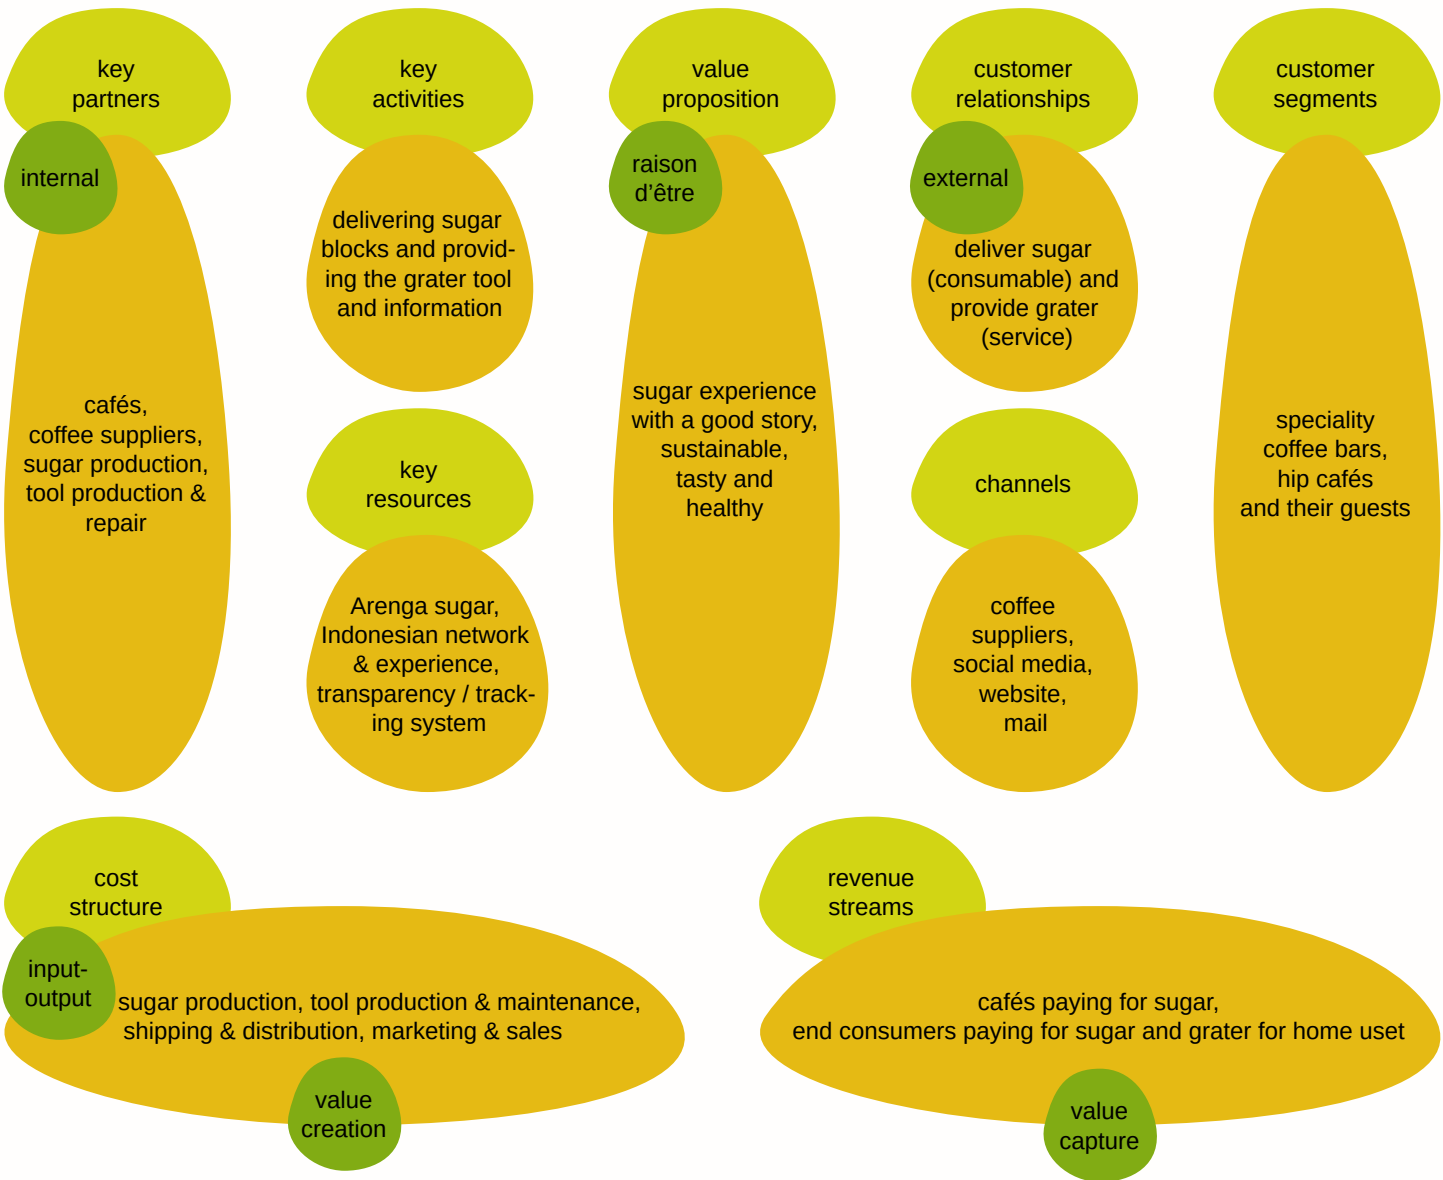 key
partners
internal
cafés,
coffee suppliers,
sugar production,
tool production &
repair
key
activities
delivering sugar
blocks and provid-
ing the grater tool
and information
key
resources
Arenga sugar,
Indonesian network
& experience,
transparency / track-
ing system
value
proposition
raison
d’être
sugar experience
with a good story,
sustainable,
tasty and
healthy
customer
relationships
external
deliver sugar
(consumable) and
provide grater
(service)
channels
coffee
suppliers,
social media,
website,
mail
customer
segments
speciality
coffee bars,
hip cafés
and their guests
cost
structure
input-
output
sugar production, tool production & maintenance,
shipping & distribution, marketing & sales
value
creation
revenue
streams
cafés paying for sugar,
end consumers paying for sugar and grater for home uset
value
capture